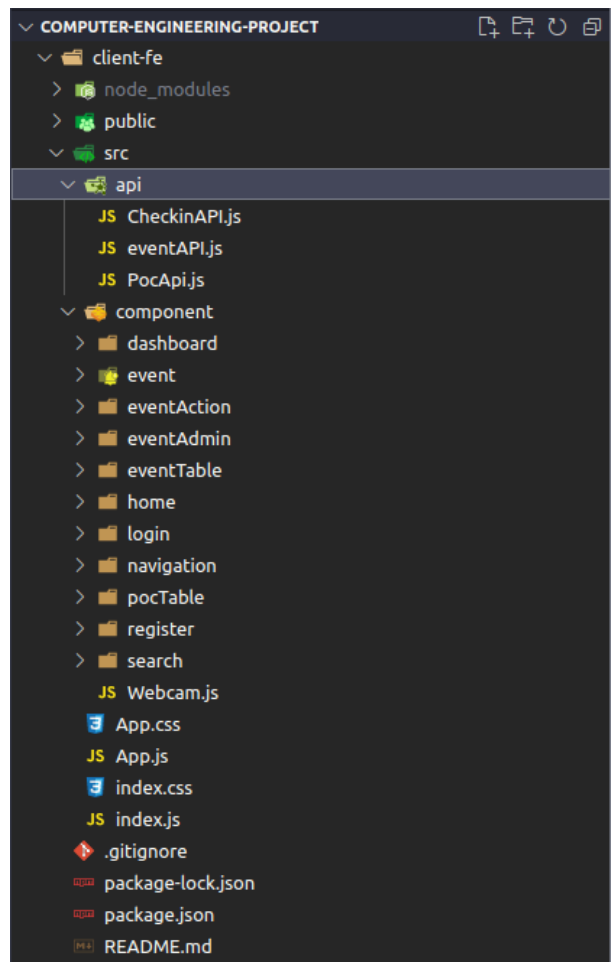 COMPUTER-ENGINEERING-PROJECT
client-fe
node_modules
public
src
api
JS CheckinAPI.js
JS eventAPI.js
JS PocApi.js
component
dashboard
event
eventAction
eventAdmin
eventTable
home
login
navigation
pocTable
register
search
JS Webcam.js
App.css
JS App.js
index.css
JS index.js
.gitignore
npm package-lock.json
npm package.json
M+ README.md